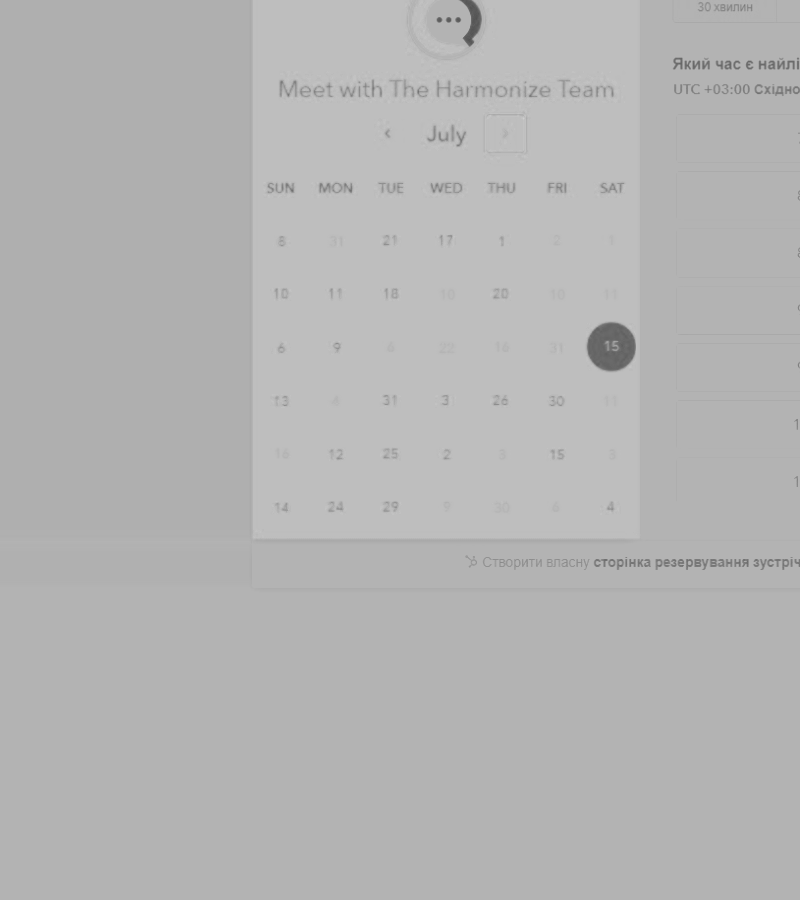 30 хвилин
Meet with The Harmonize Team
July
SUN MON TUE WED THU FRI SAT
8 31 21 17 1 2
10 11 18 10 20 10 11
6 9 6 22 16 31 15
13 4 31 3 26 30 11
16 12 25 2 3 15 3
14 24 29 9 30 6 4
Який час є найлі
UTC +03:00 Східно
Створити власну сторінка резервування зустріч